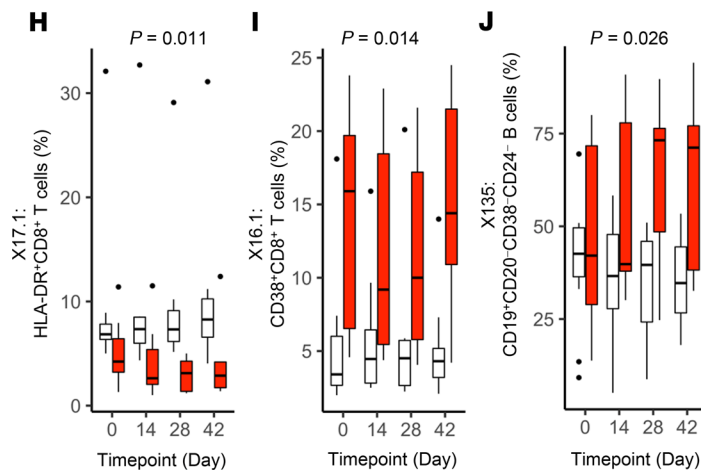 H
P = 0.011
X17.1:
HLA-DR⁺CD8⁺ T cells (%)
30
20
10
0
0 14 28 42
Timepoint (Day)
I
P = 0.014
X16.1:
CD38⁺CD8⁺ T cells (%)
25
20
15
10
5
0 14 28 42
Timepoint (Day)
J
P = 0.026
X135:
CD19⁺CD20⁻CD38⁻CD24⁻ B cells (%)
75
50
25
0 14 28 42
Timepoint (Day)